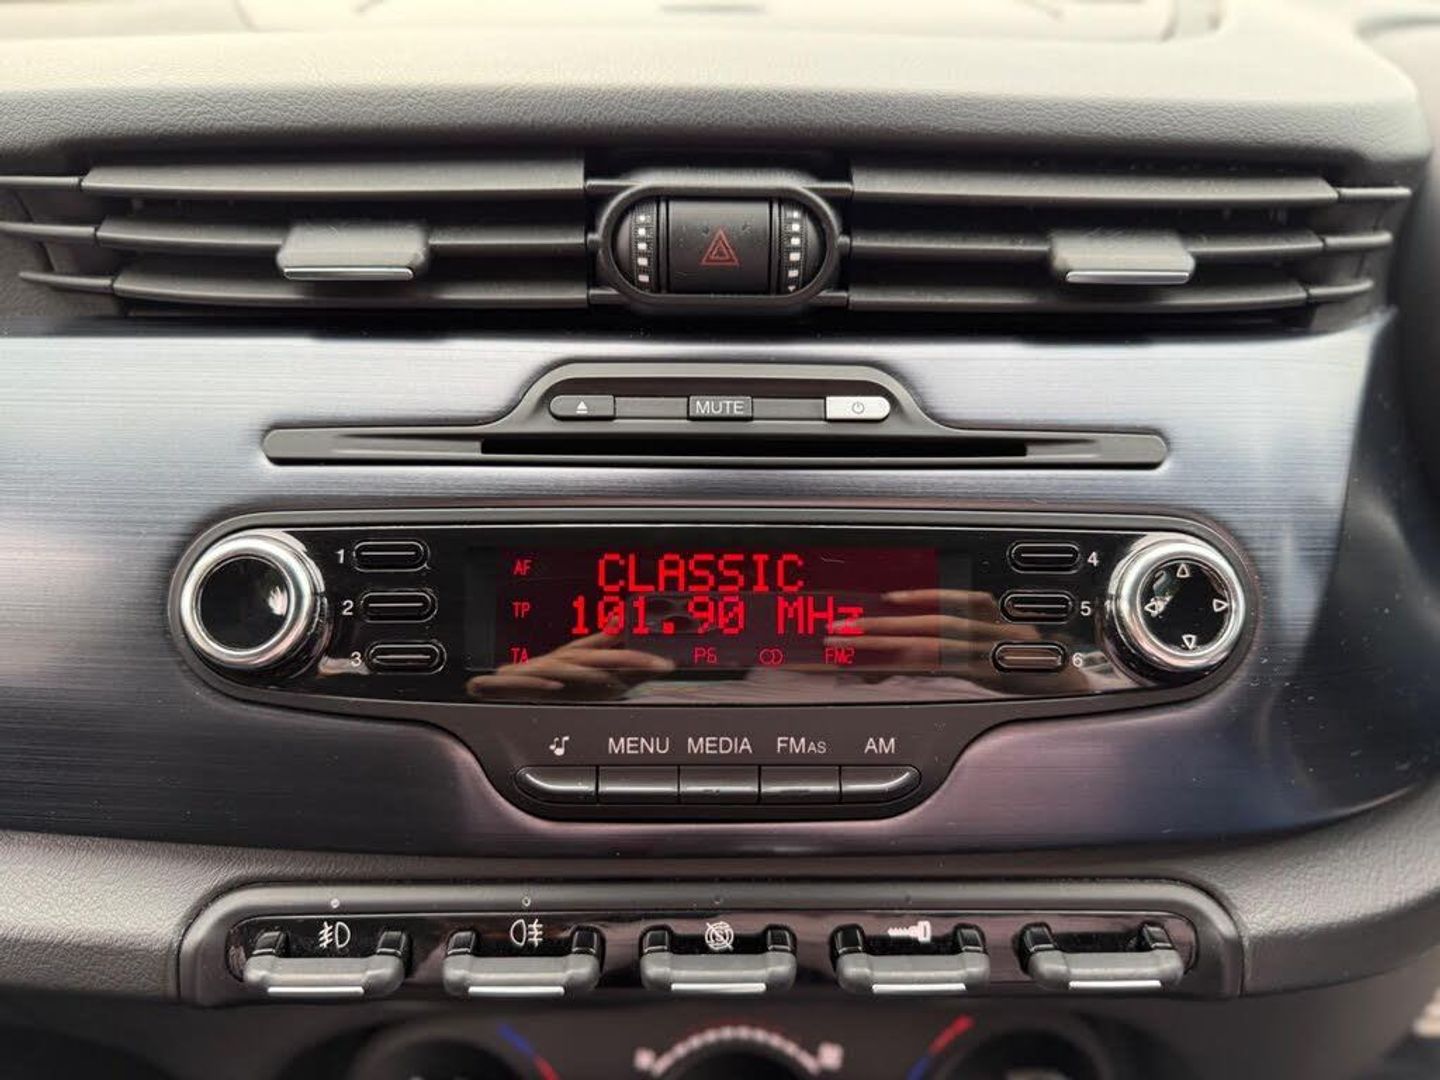 MUTE
1
2
3
AF
CLASSIC
TP
101.90 MHz
TA
P6
FM2
4
5
6
MENU
MEDIA
FMAS
AM